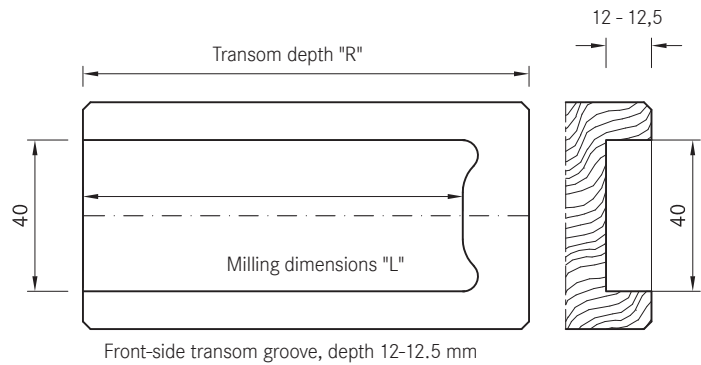 12 - 12,5
Transom depth "R"
40
40
Milling dimensions "L"
Front-side transom groove, depth 12-12.5 mm